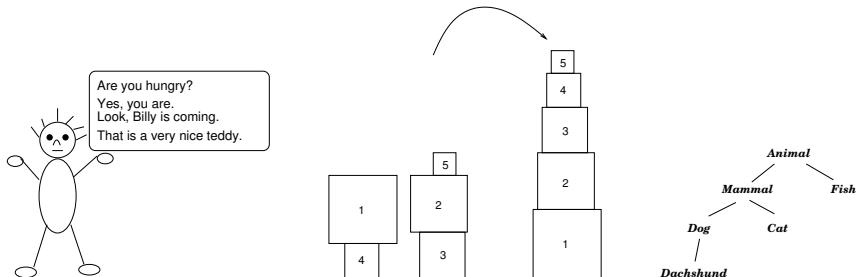 Are you hungry?
Yes, you are.
Look, Billy is coming.
That is a very nice teddy.
5
1
2
4
3
5
4
3
2
1
Animal
Mammal Fish
Dog Cat
Dachshund